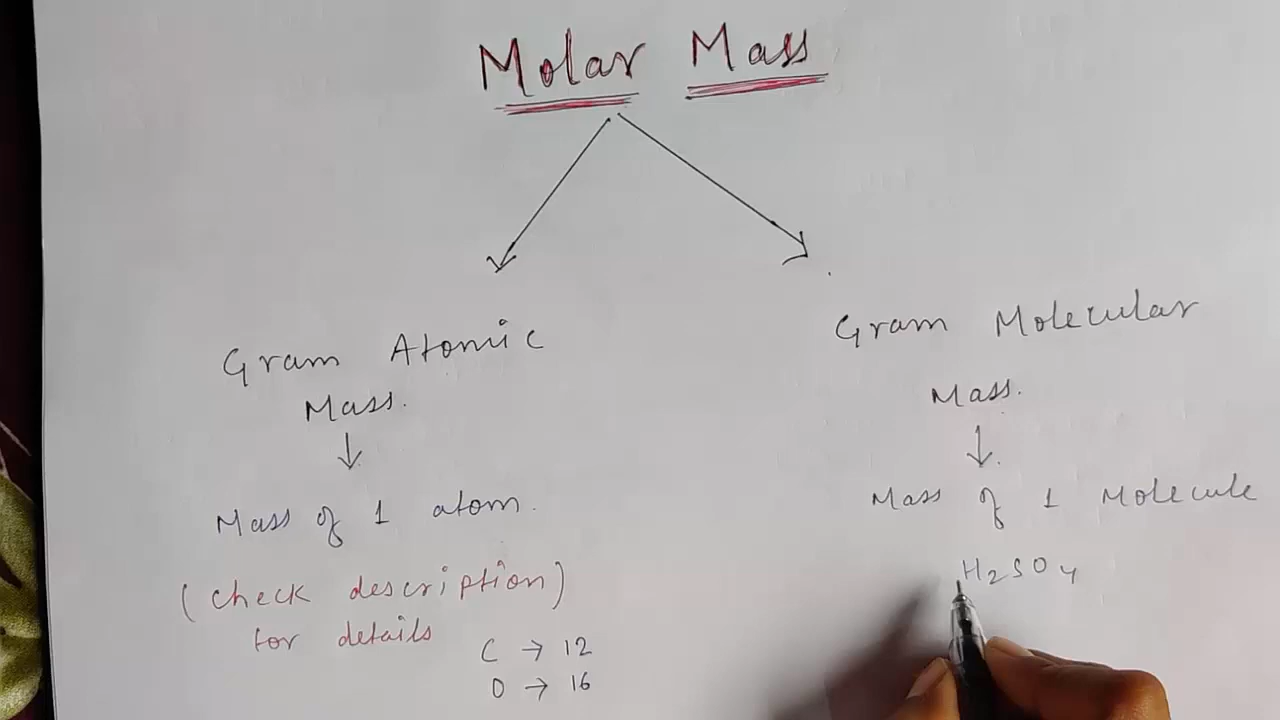 Molar Mass
Gram Atomic
Mass.
↓
Mass of 1 atom.
(check description)
for details
C → 12
O → 16
Gram Molecular
Mass.
↓
Mass of 1 Molecule
H₂SO₄